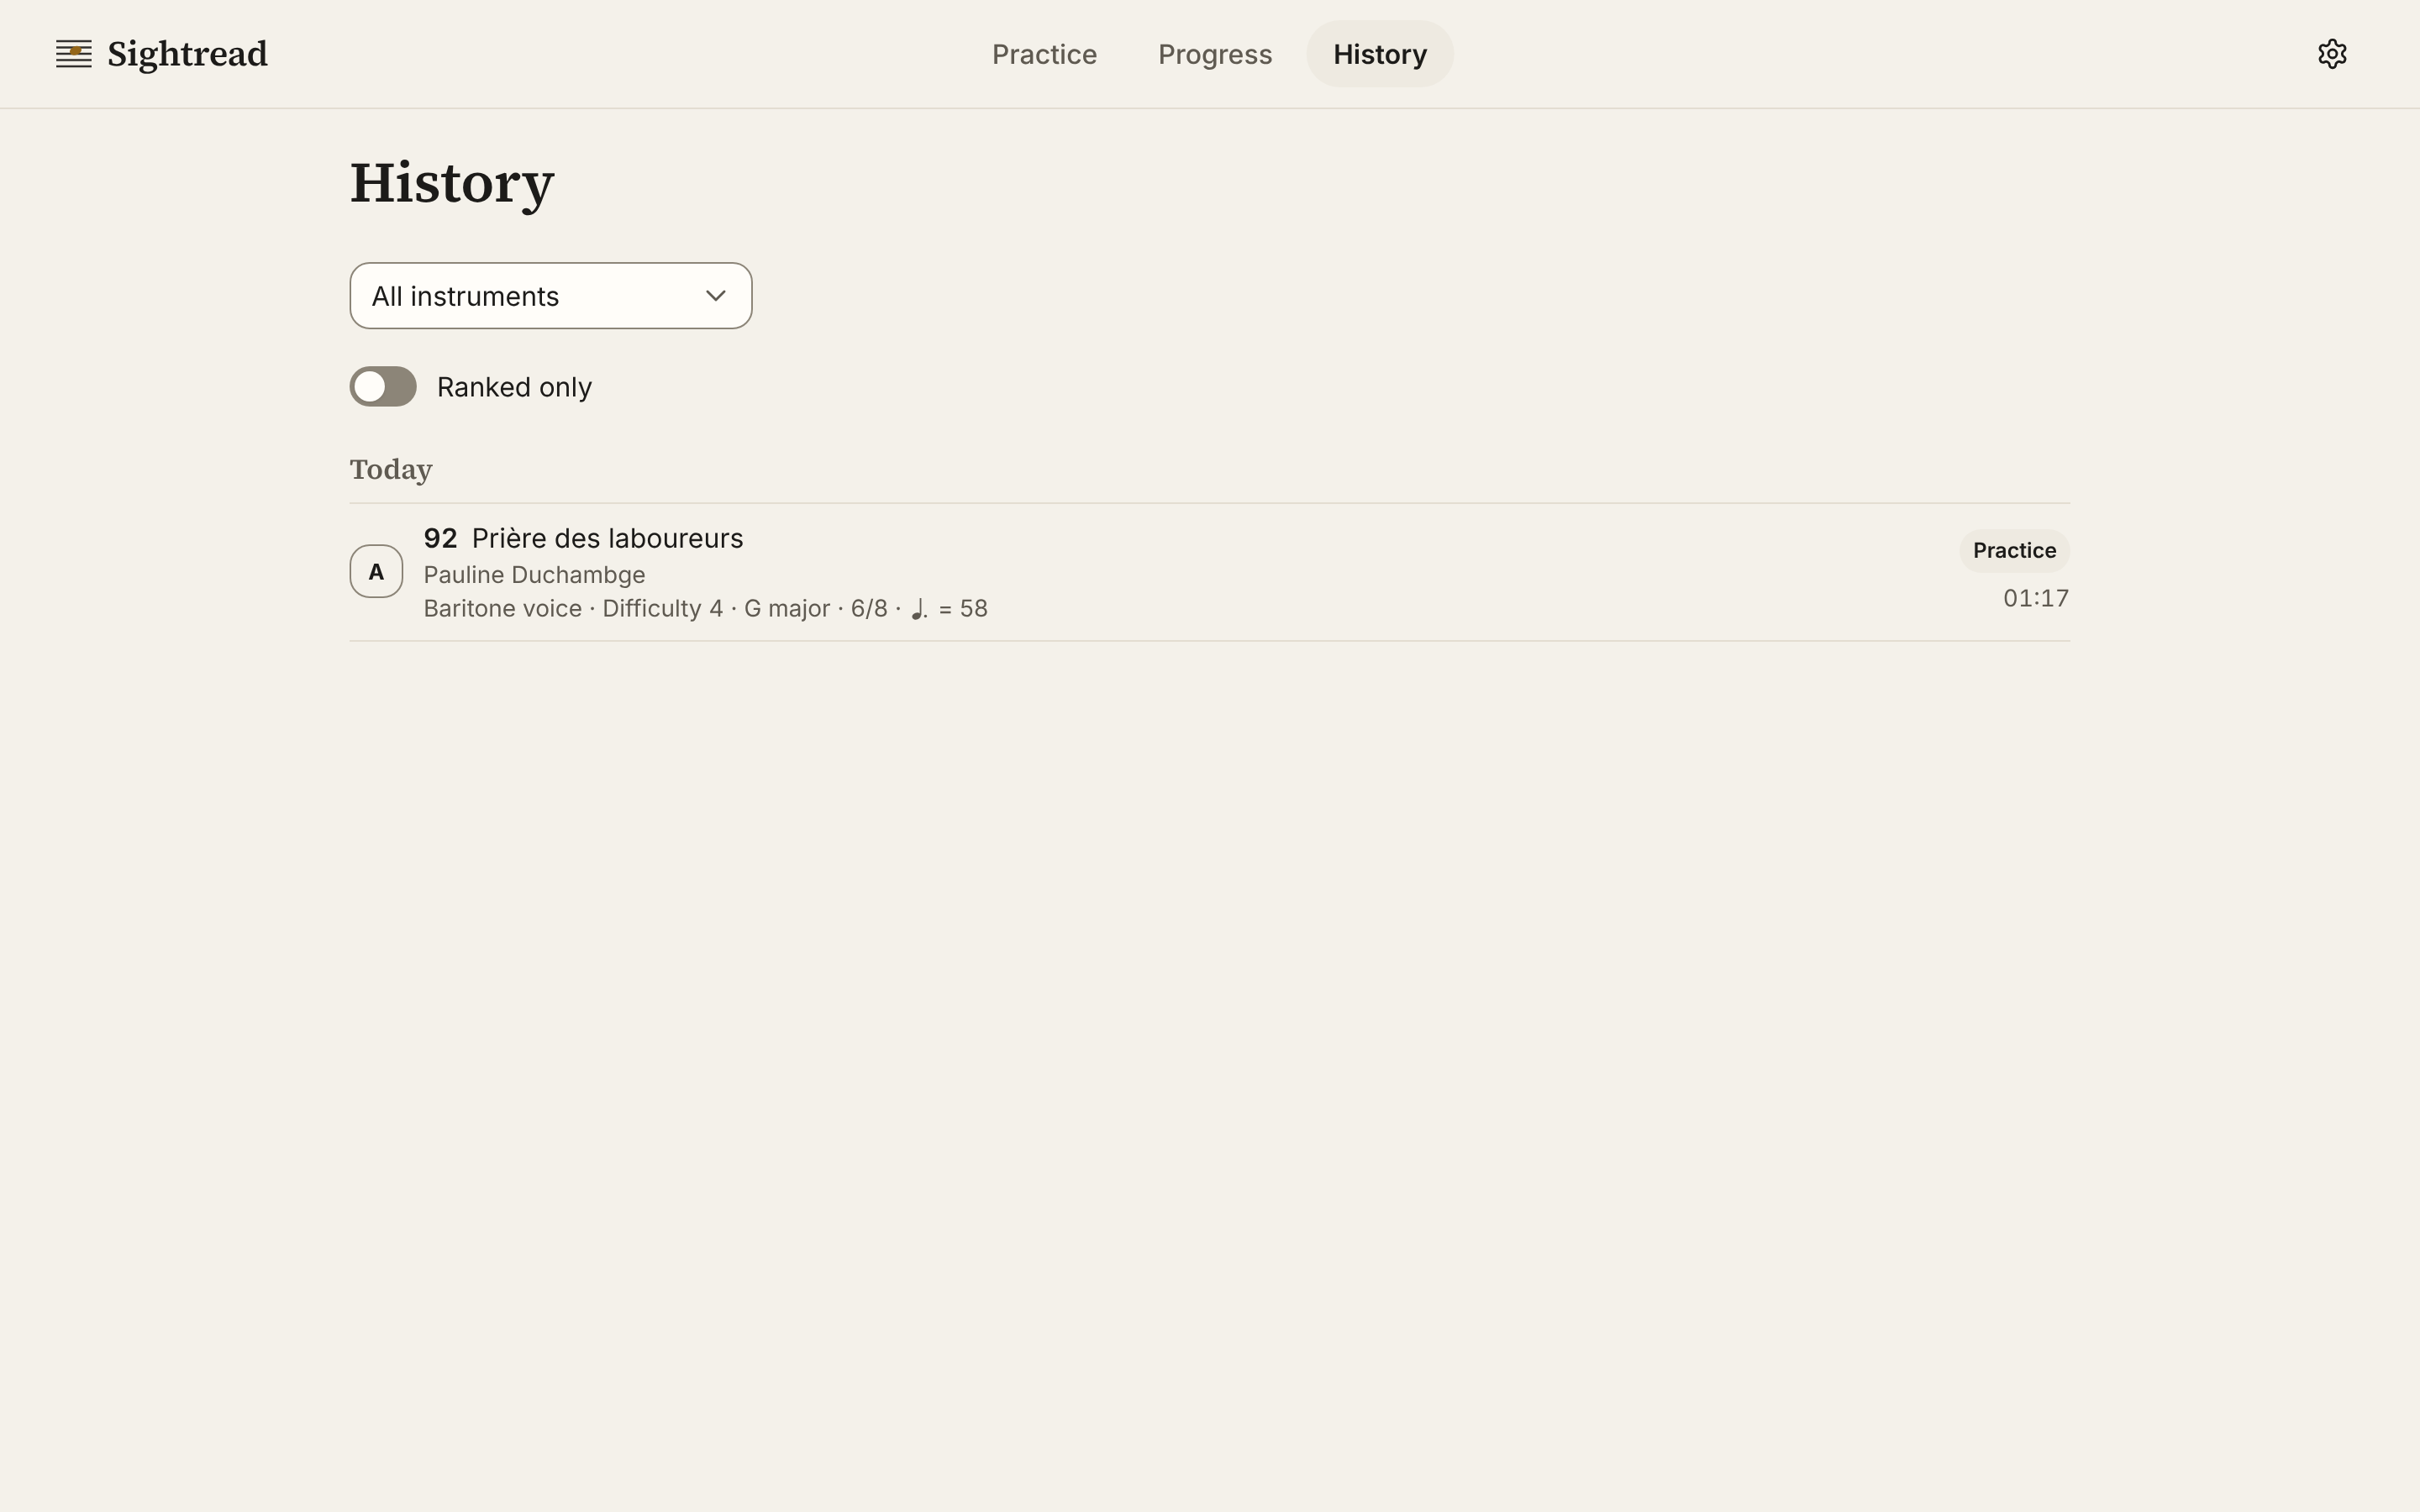 Sightread
Practice
Progress
History
History
All instruments
Ranked only
Today
A
92 Prière des laboureurs
Pauline Duchambge
Baritone voice · Difficulty 4 · G major · 6/8 · ♩. = 58
Practice
01:17